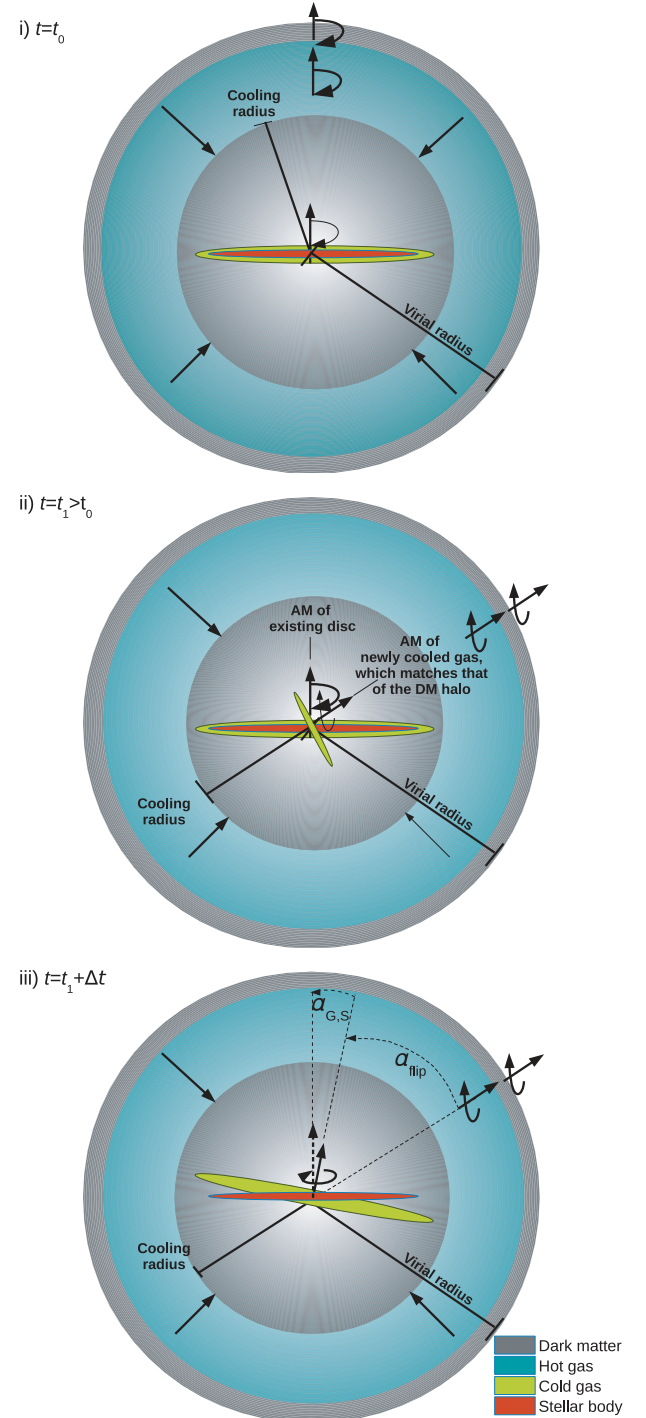 i) t=t₀
Cooling
radius
Virial radius
ii) t=t₁>t₀
AM of
existing disc
AM of
newly cooled gas,
which matches that
of the DM halo
Cooling
radius
Virial radius
iii) t=t₁+Δt
α_G,S
α_flip
Cooling
radius
Virial radius
Dark matter
Hot gas
Cold gas
Stellar body